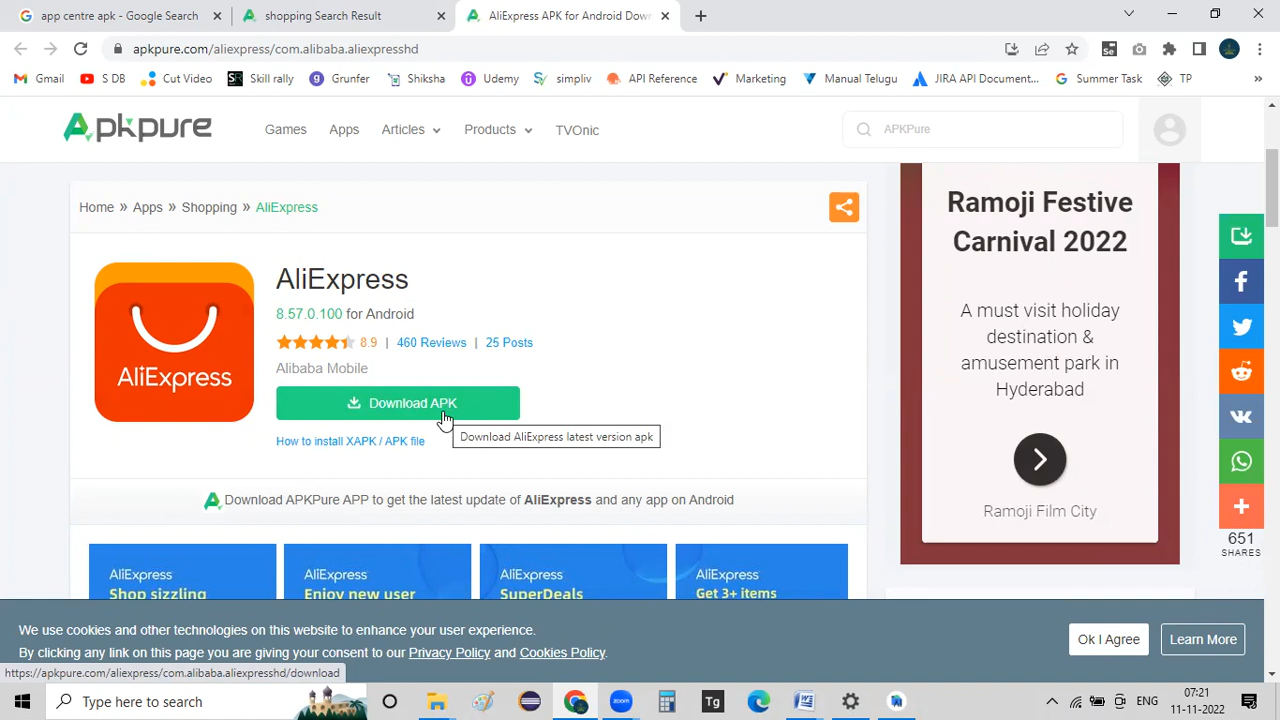 app centre apk - Google Search
shopping Search Result
AliExpress APK for Android Dow
apkpure.com/aliexpress/com.alibaba.aliexpresshd
Gmail
S DB
Cut Video
Skill rally
Grunfer
Shiksha
Udemy
simpliv
API Reference
Marketing
Manual Telugu
JIRA API Document...
Summer Task
TP
Apkpure
Games
Apps
Articles
Products
TVOnic
APKPure
Home » Apps » Shopping » AliExpress
AliExpress
AliExpress
8.57.0.100 for Android
8.9 | 460 Reviews | 25 Posts
Alibaba Mobile
Download APK
Download AliExpress latest version apk
How to install XAPK / APK file
Download APKPure APP to get the latest update of AliExpress and any app on Android
AliExpress
Shop sizzling
AliExpress
Enjoy new user
AliExpress
SuperDeals
AliExpress
Get 3+ items
Ramoji Festive
Carnival 2022
A must visit holiday
destination &
amusement park in
Hyderabad
Ramoji Film City
651
SHARES
We use cookies and other technologies on this website to enhance your user experience.
By clicking any link on this page you are giving your consent to our Privacy Policy and Cookies Policy.
Ok I Agree
Learn More
https://apkpure.com/aliexpress/com.alibaba.aliexpresshd/download
Type here to search
zoom
Tg
ENG
07:21
11-11-2022